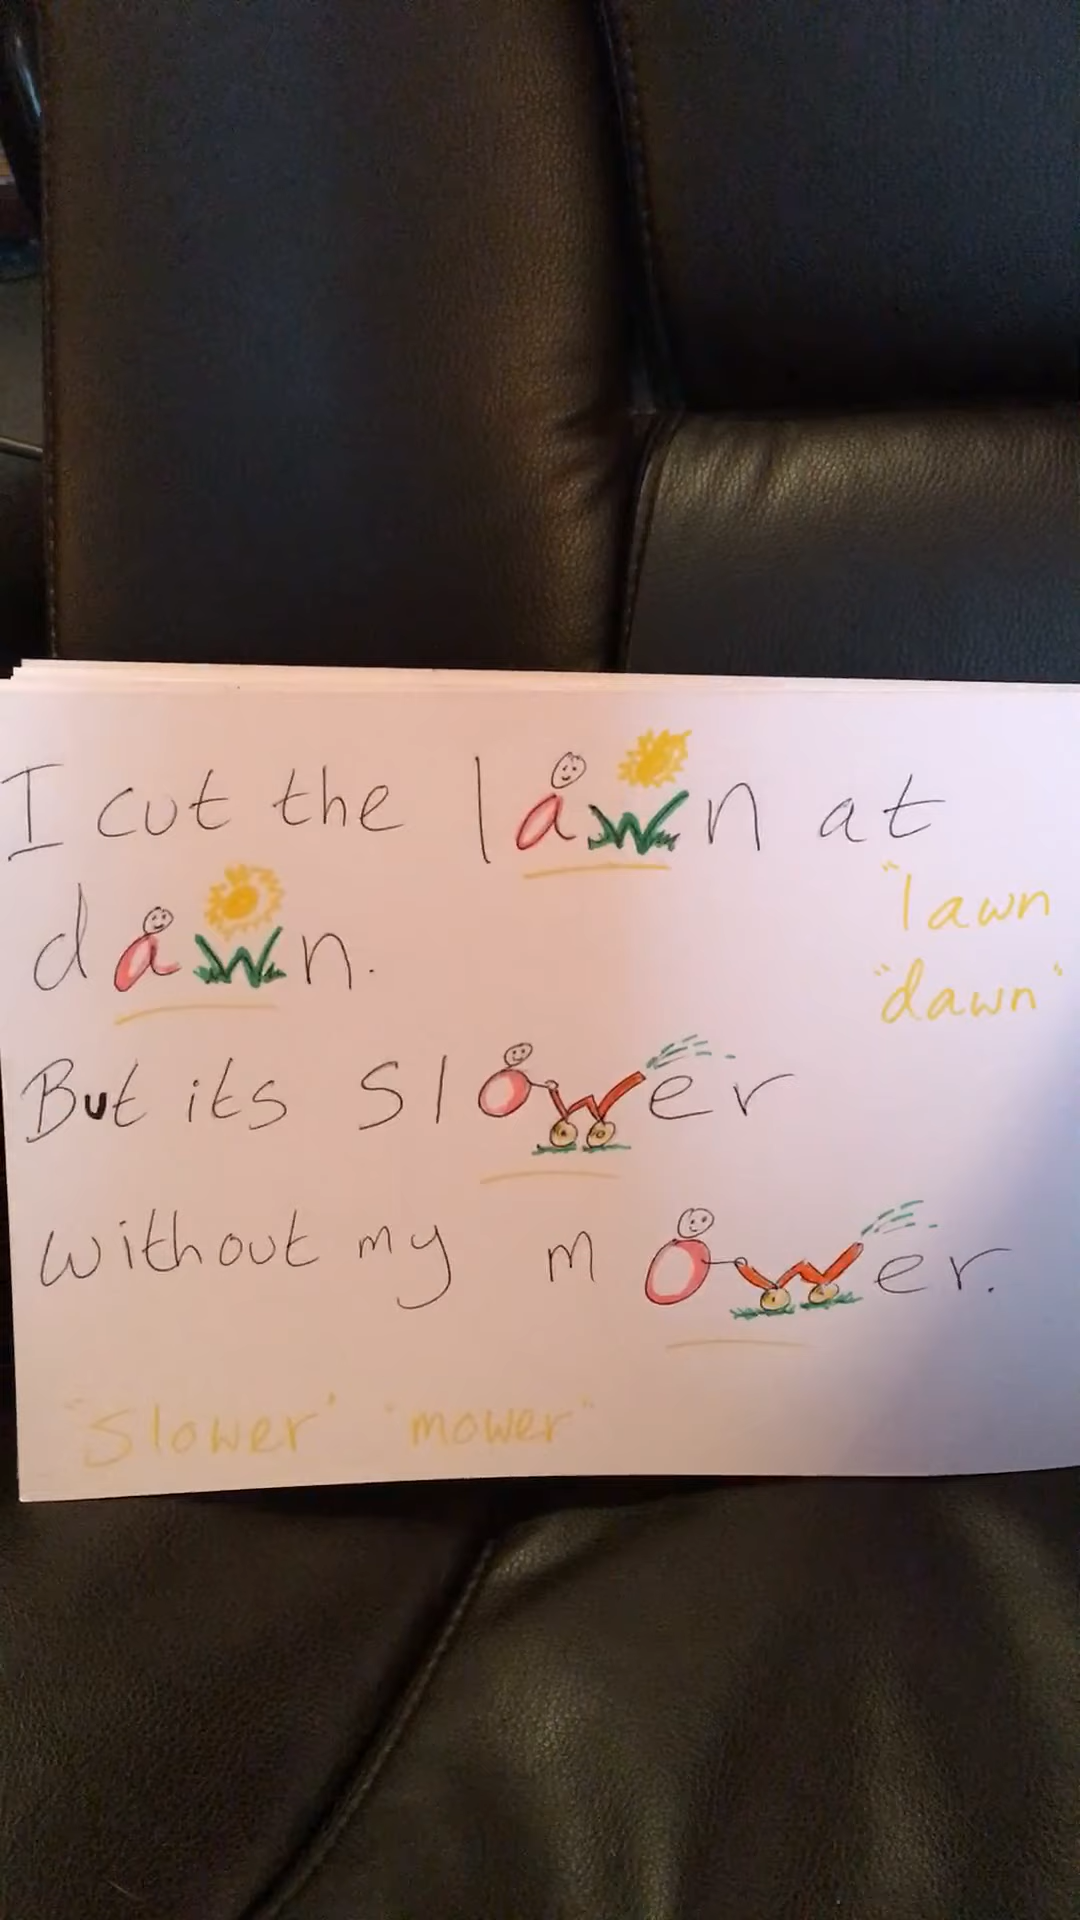 I cut the lawn at
"lawn
dawn.
"dawn"
But its slower
without my mower.
"Slower" "mower"